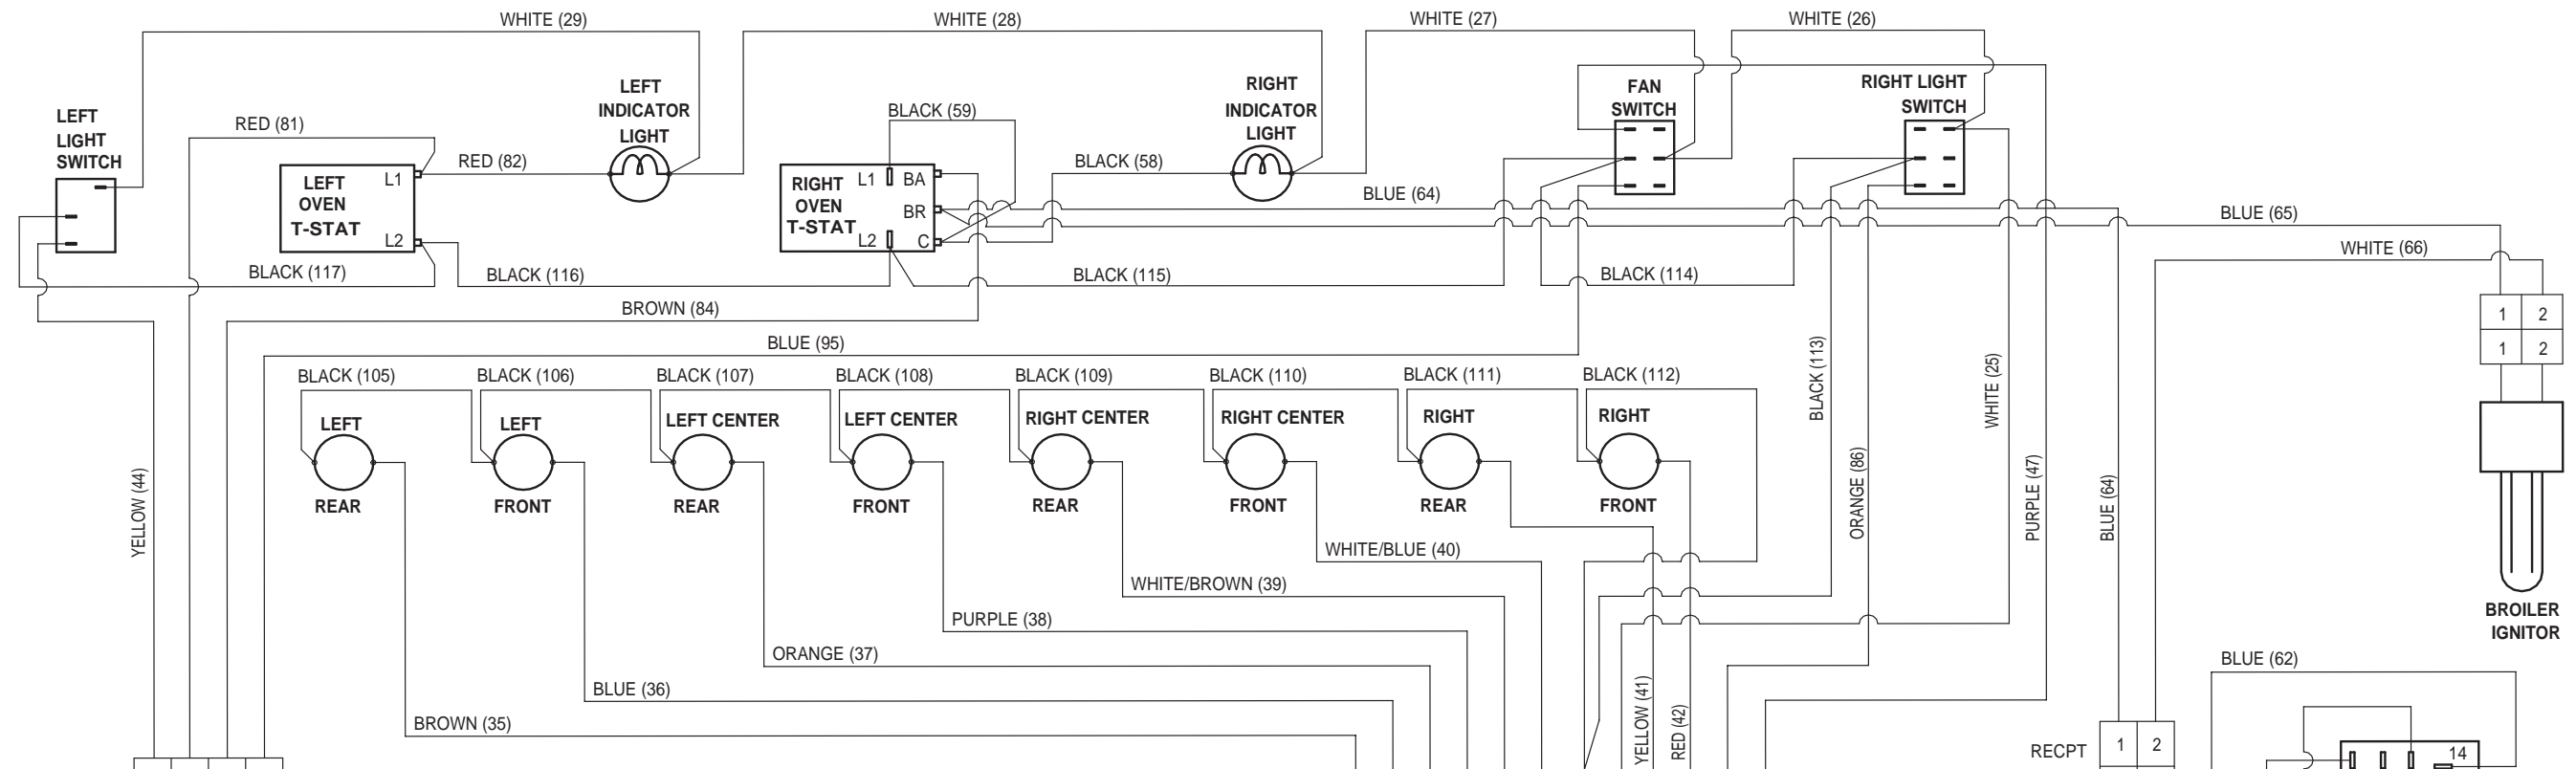 WHITE (29)
WHITE (28)
WHITE (27)
WHITE (26)
LEFT
LIGHT
SWITCH
RED (81)
LEFT
OVEN
T-STAT
L1
L2
RED (82)
LEFT
INDICATOR
LIGHT
BLACK (59)
RIGHT
OVEN
T-STAT
L1
BA
BR
L2
C
BLACK (58)
RIGHT
INDICATOR
LIGHT
BLUE (64)
FAN
SWITCH
RIGHT LIGHT
SWITCH
BLUE (65)
WHITE (66)
BLACK (117)
BLACK (116)
BLACK (115)
BLACK (114)
BROWN (84)
BLUE (95)
1 2
1 2
BLACK (105)
BLACK (106)
BLACK (107)
BLACK (108)
BLACK (109)
BLACK (110)
BLACK (111)
BLACK (112)
BLACK (113)
WHITE (25)
LEFT
REAR
LEFT
FRONT
LEFT CENTER
REAR
LEFT CENTER
FRONT
RIGHT CENTER
REAR
RIGHT CENTER
FRONT
RIGHT
REAR
RIGHT
FRONT
YELLOW (44)
ORANGE (86)
PURPLE (47)
BLUE (64)
WHITE/BLUE (40)
WHITE/BROWN (39)
PURPLE (38)
ORANGE (37)
BLUE (36)
BROWN (35)
YELLOW (41)
RED (42)
BROILER
IGNITOR
BLUE (62)
RECPT
1 2
14